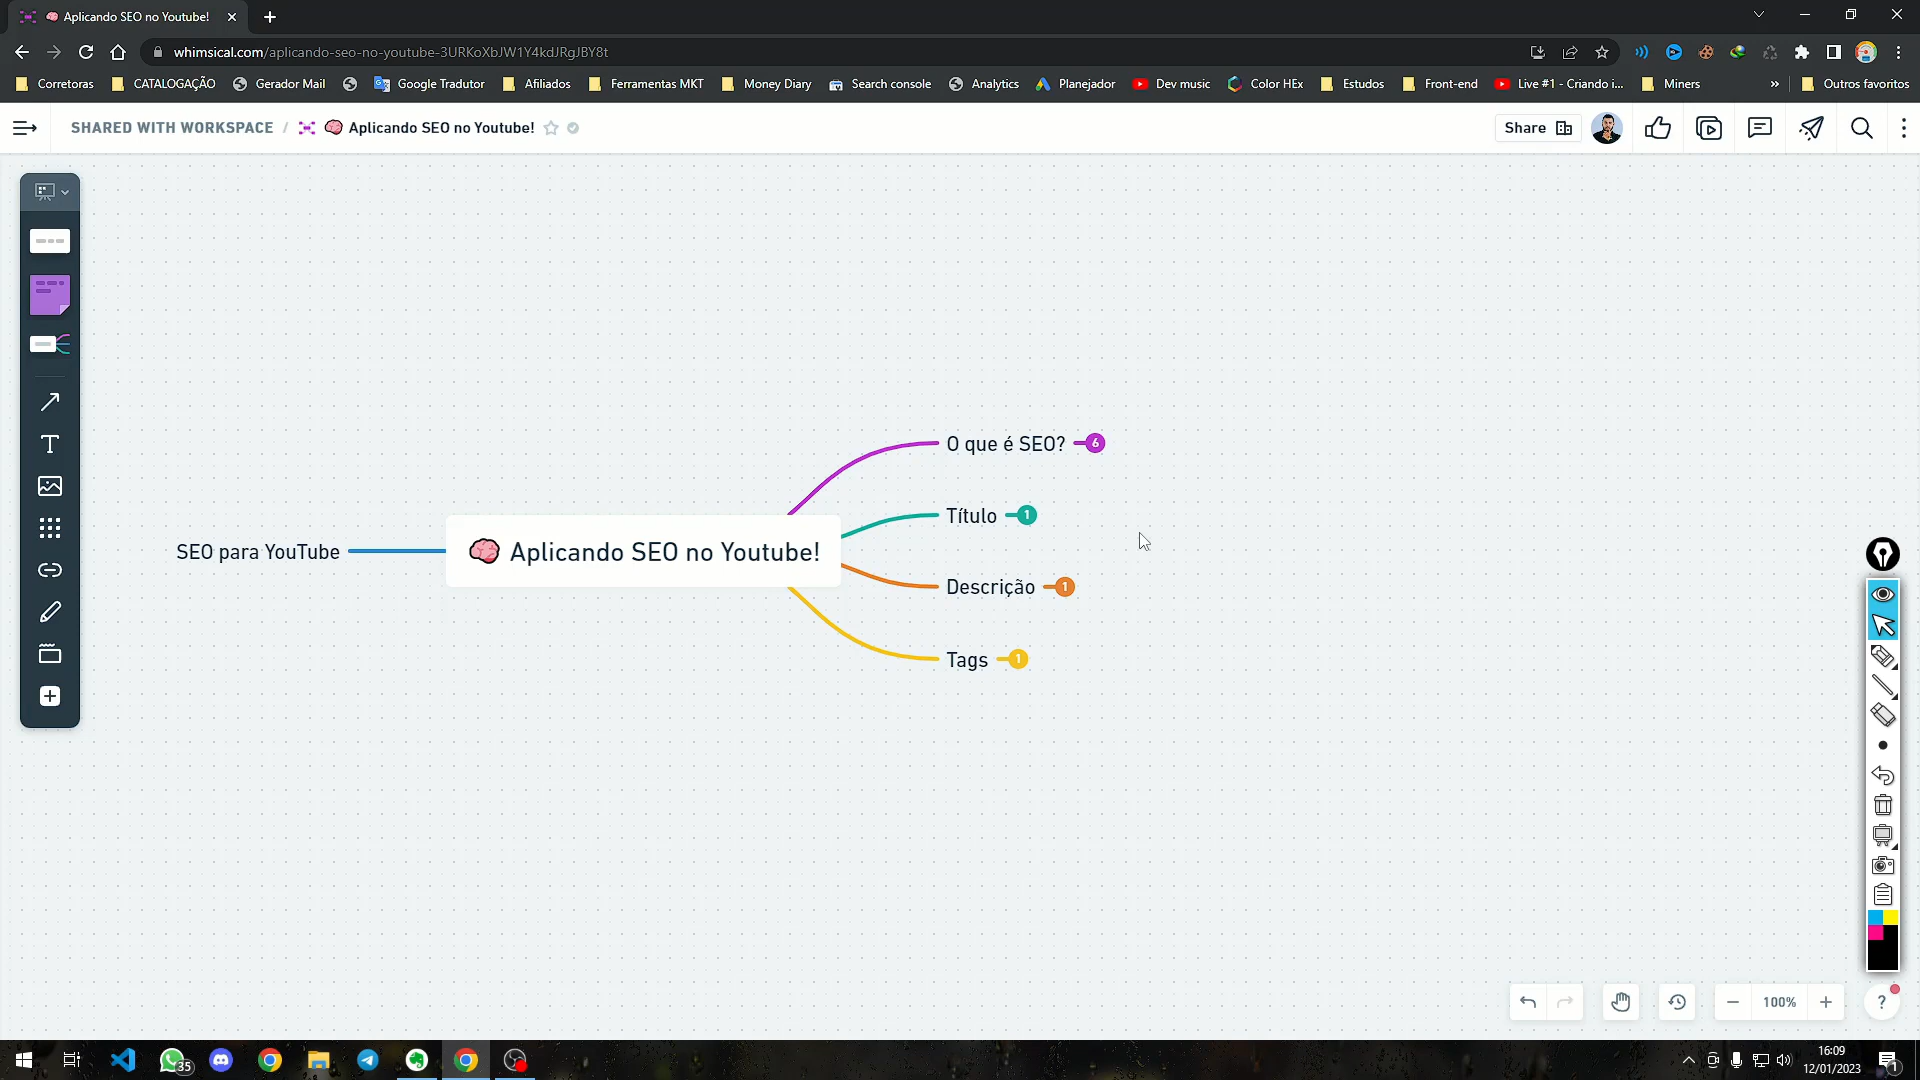 Aplicando SEO no Youtube!
whimsical.com/aplicando-seo-no-youtube-3URKoXbJW1Y4kdJRgJBY8t
Corretoras
CATALOGAÇÃO
Gerador Mail
Google Tradutor
Afiliados
Ferramentas MKT
Money Diary
Search console
Analytics
Planejador
Dev music
Color HEx
Estudos
Front-end
Live #1 - Criando i...
Miners
»
Outros favoritos
SHARED WITH WORKSPACE / Aplicando SEO no Youtube!
Share
O que é SEO? 6
Título 1
SEO para YouTube
Aplicando SEO no Youtube!
Descrição 1
Tags 1
100%
?
35
16:09
12/01/2023
1